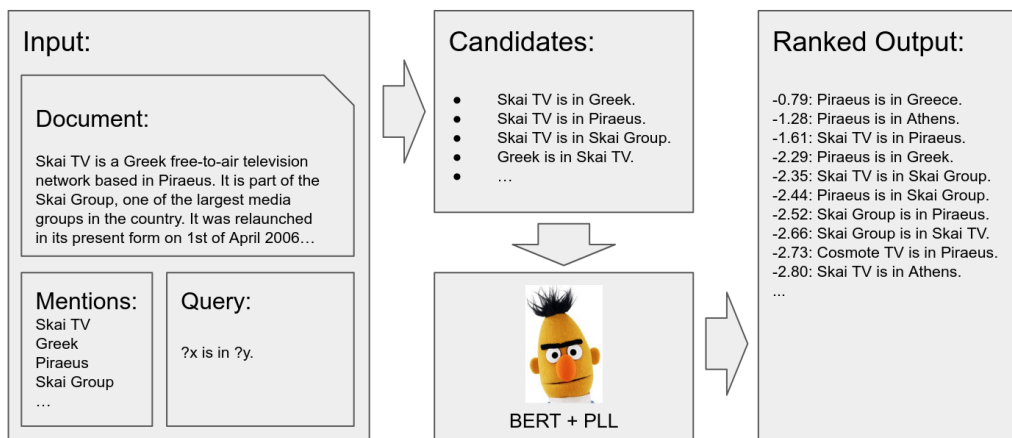 Input:
Document:
Skai TV is a Greek free-to-air television
network based in Piraeus. It is part of the
Skai Group, one of the largest media
groups in the country. It was relaunched
in its present form on 1st of April 2006…
Mentions:
Skai TV
Greek
Piraeus
Skai Group
…
Query:
?x is in ?y.
Candidates:
● Skai TV is in Greek.
● Skai TV is in Piraeus.
● Skai TV is in Skai Group.
● Greek is in Skai TV.
● …
BERT + PLL
Ranked Output:
-0.79: Piraeus is in Greece.
-1.28: Piraeus is in Athens.
-1.61: Skai TV is in Piraeus.
-2.29: Piraeus is in Greek.
-2.35: Skai TV is in Skai Group.
-2.44: Piraeus is in Skai Group.
-2.52: Skai Group is in Piraeus.
-2.66: Skai Group is in Skai TV.
-2.73: Cosmote TV is in Piraeus.
-2.80: Skai TV is in Athens.
...